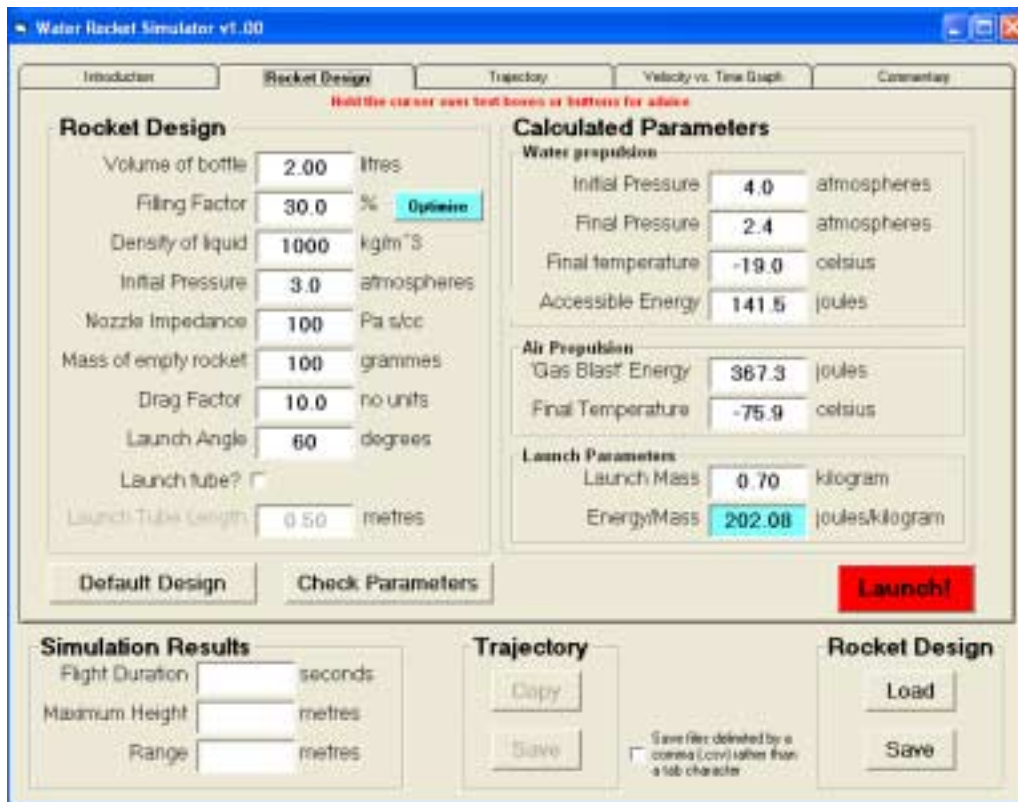 Water Rocket Simulator v1.00
Introduction
Rocket Design
Trajectory
Velocity vs. Time Graph
Commentary
Hold the cursor over text boxes or buttons for advice
Rocket Design
Volume of bottle 2.00 litres
Filling Factor 30.0 % Optimise
Density of liquid 1000 kg/m^3
Initial Pressure 3.0 atmospheres
Nozzle Impedance 100 Pa s/cc
Mass of empty rocket 100 grammes
Drag Factor 10.0 no units
Launch Angle 60 degrees
Launch tube?
Launch Tube Length 0.50 metres
Default Design
Check Parameters
Calculated Parameters
Water propulsion
Initial Pressure 4.0 atmospheres
Final Pressure 2.4 atmospheres
Final temperature -19.0 celsius
Accessible Energy 141.5 joules
Air Propulsion
'Gas Blast' Energy 367.3 joules
Final Temperature -75.9 celsius
Launch Parameters
Launch Mass 0.70 kilogram
Energy/Mass 202.08 joules/kilogram
Launch!
Simulation Results
Flight Duration seconds
Maximum Height metres
Range metres
Trajectory
Copy
Save
Save files delimited by a
comma (.csv) rather than
a tab character
Rocket Design
Load
Save